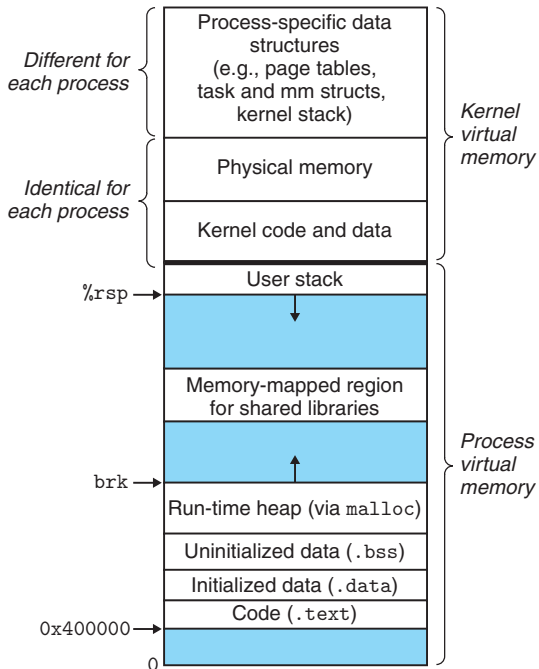 Process-specific data
structures
(e.g., page tables,
task and mm structs,
kernel stack)
Different for
each process
Kernel
virtual
memory
Physical memory
Identical for
each process
Kernel code and data
User stack
%rsp
Memory-mapped region
for shared libraries
Process
virtual
memory
brk
Run-time heap (via malloc)
Uninitialized data (.bss)
Initialized data (.data)
Code (.text)
0x400000
0